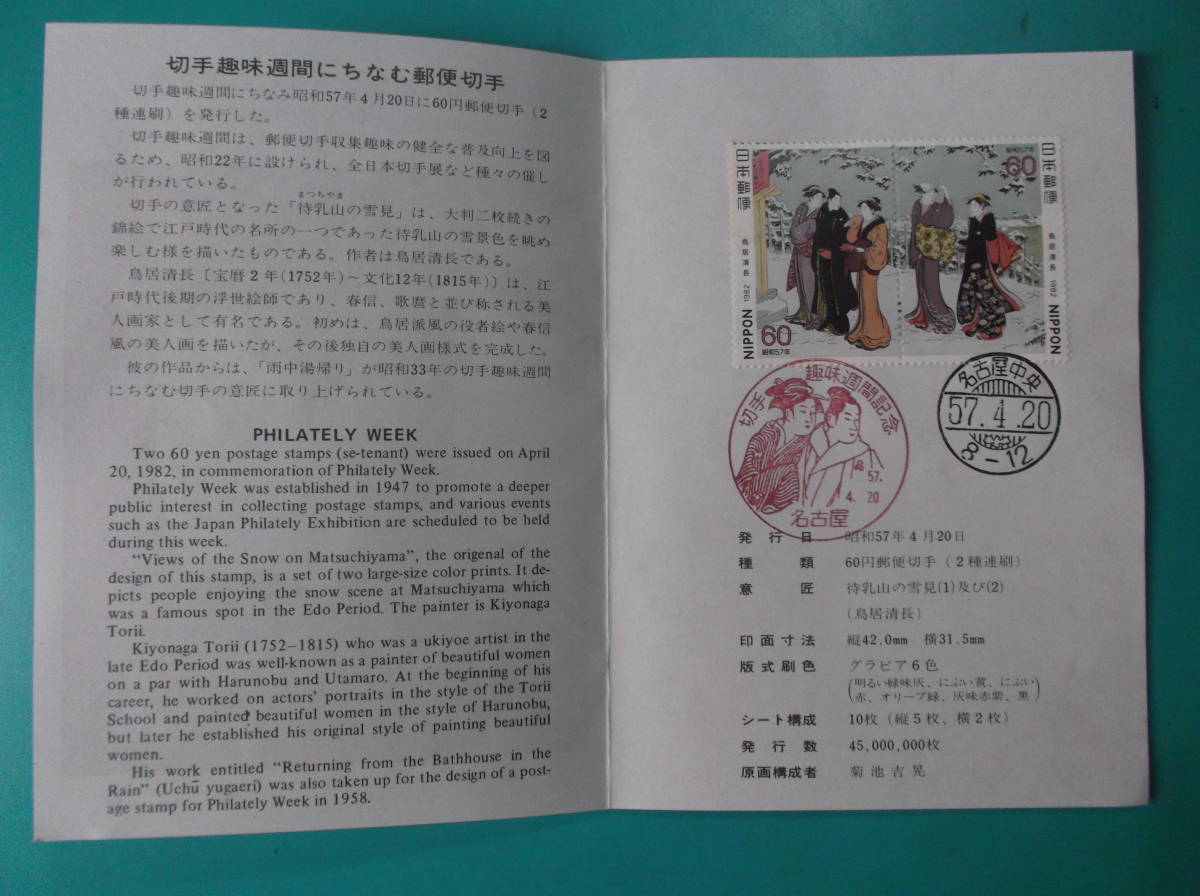 切手趣味週間にちなむ郵便切手
切手趣味週間にちなみ昭和57年4月20日に60円郵便切手（2
種連刷）を発行した。
切手趣味週間は、郵便切手収集趣味の健全な普及向上を図
るため、昭和22年に設けられ、全日本切手展など種々の催し
が行われている。
まつちやま
切手の意匠となった「待乳山の雪見」は、大判二枚続きの
錦絵で江戸時代の名所の一つであった待乳山の雪景色を眺め
楽しむ様を描いたものである。作者は鳥居清長である。
鳥居清長〔宝暦2年(1752年)～文化12年(1815年)〕は、江
戸時代後期の浮世絵師であり、春信、歌麿と並び称される美
人画家として有名である。初めは、鳥居派風の役者絵や春信
風の美人画を描いたが、その後独自の美人画様式を完成した。
彼の作品からは、「雨中湯帰り」が昭和33年の切手趣味週間
にちなむ切手の意匠に取り上げられている。
PHILATELY WEEK
Two 60 yen postage stamps (se-tenant) were issued on April
20, 1982, in commemoration of Philately Week.
Philately Week was established in 1947 to promote a deeper
public interest in collecting postage stamps, and various events
such as the Japan Philately Exhibition are scheduled to be held
during this week.
"Views of the Snow on Matsuchiyama", the origenal of the
design of this stamp, is a set of two large-size color prints. It de-
picts people enjoying the snow scene at Matsuchiyama which
was a famous spot in the Edo Period. The painter is Kiyonaga
Torii.
Kiyonaga Torii (1752–1815) who was a ukiyoe artist in the
late Edo Period was well-known as a painter of beautiful women
on a par with Harunobu and Utamaro. At the beginning of his
career, he worked on actors' portraits in the style of the Torii
School and painted beautiful women in the style of Harunobu,
but later he established his original style of painting beautiful
women.
His work entitled "Returning from the Bathhouse in the
Rain" (Uchū yugaeri) was also taken up for the design of a post-
age stamp for Philately Week in 1958.
日本郵便
鳥居清長
1982
NIPPON
60
昭和57年
昭和57年
60
日本郵便
鳥居清長
1982
NIPPON
切手趣味週間記念
57.
4. 20
名古屋
名古屋中央
57.4.20
8-12
発行日 昭和57年4月20日
種類 60円郵便切手（2種連刷）
意匠 待乳山の雪見(1)及び(2)
(鳥居清長)
印面寸法 縦42.0mm 横31.5mm
版式刷色 グラビア6色
(明るい緑味灰、にぶい黄、にぶい
赤、オリーブ緑、灰味赤紫、黒)
シート構成 10枚（縦5枚、横2枚）
発行数 45,000,000枚
原画構成者 菊池吉晃